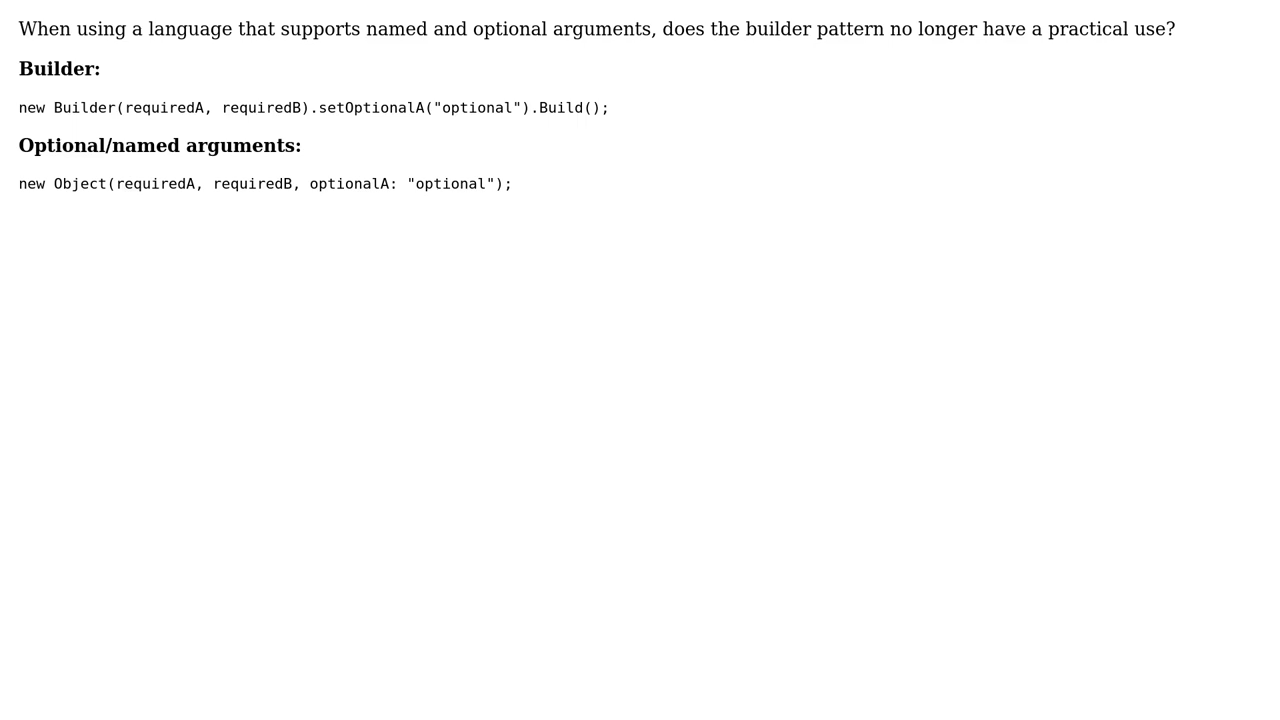 When using a language that supports named and optional arguments, does the builder pattern no longer have a practical use?
Builder:
new Builder(requiredA, requiredB).setOptionalA("optional").Build();
Optional/named arguments:
new Object(requiredA, requiredB, optionalA: "optional");